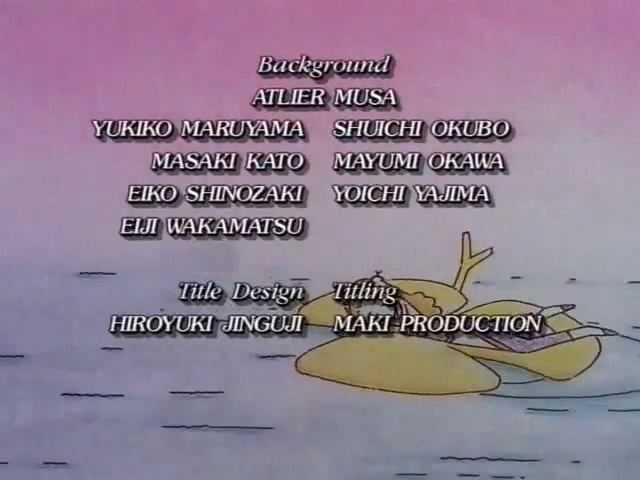 Background
ATLIER MUSA
YUKIKO MARUYAMA SHUICHI OKUBO
MASAKI KATO MAYUMI OKAWA
EIKO SHINOZAKI YOICHI YAJIMA
EIJI WAKAMATSU
Title Design Titling
HIROYUKI JINGUJI MAKI PRODUCTION